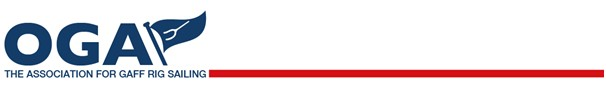 OGA
THE ASSOCIATION FOR GAFF RIG SAILING